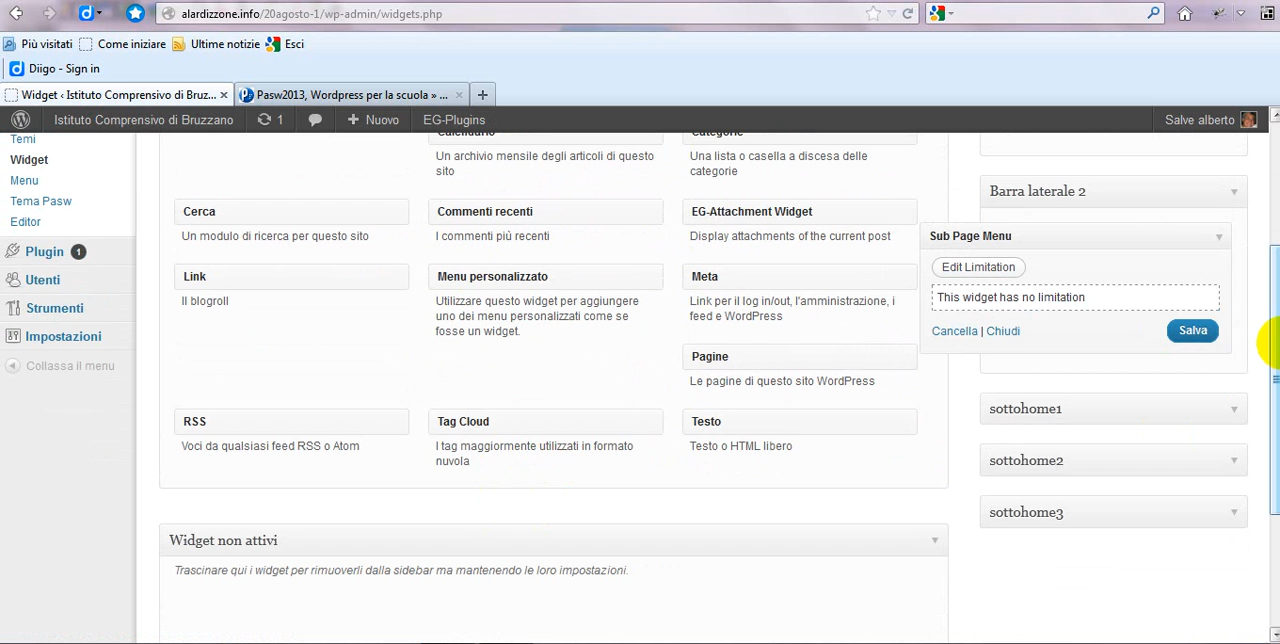 alardizzone.info/20agosto-1/wp-admin/widgets.php
Più visitati Come iniziare Ultime notizie Esci
Diigo - Sign in
Widget ‹ Istituto Comprensivo di Bruzz... Pasw2013, Wordpress per la scuola » ...
Istituto Comprensivo di Bruzzano 1 Nuovo EG-Plugins Salve alberto
Temi
Widget
Menu
Tema Pasw
Editor
Plugin 1
Utenti
Strumenti
Impostazioni
Collassa il menu
Calendario
Un archivio mensile degli articoli di questo
sito
Categorie
Una lista o casella a discesa delle
categorie
Cerca
Un modulo di ricerca per questo sito
Commenti recenti
I commenti più recenti
EG-Attachment Widget
Display attachments of the current post
Link
Il blogroll
Menu personalizzato
Utilizzare questo widget per aggiungere
uno dei menu personalizzati come se
fosse un widget.
Meta
Link per il log in/out, l'amministrazione, i
feed e WordPress
Pagine
Le pagine di questo sito WordPress
RSS
Voci da qualsiasi feed RSS o Atom
Tag Cloud
I tag maggiormente utilizzati in formato
nuvola
Testo
Testo o HTML libero
Widget non attivi
Trascinare qui i widget per rimuoverli dalla sidebar ma mantenendo le loro impostazioni.
Barra laterale 2
Sub Page Menu
Edit Limitation
This widget has no limitation
Cancella | Chiudi Salva
sottohome1
sottohome2
sottohome3